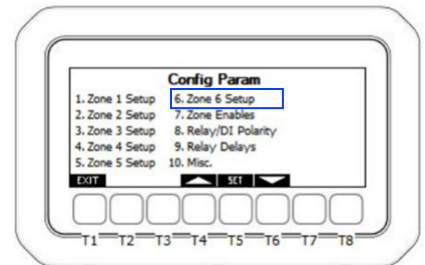 Config Param
1. Zone 1 Setup
2. Zone 2 Setup
3. Zone 3 Setup
4. Zone 4 Setup
5. Zone 5 Setup
6. Zone 6 Setup
7. Zone Enables
8. Relay/DI Polarity
9. Relay Delays
10. Misc.
EXIT SET
T1 T2 T3 T4 T5 T6 T7 T8